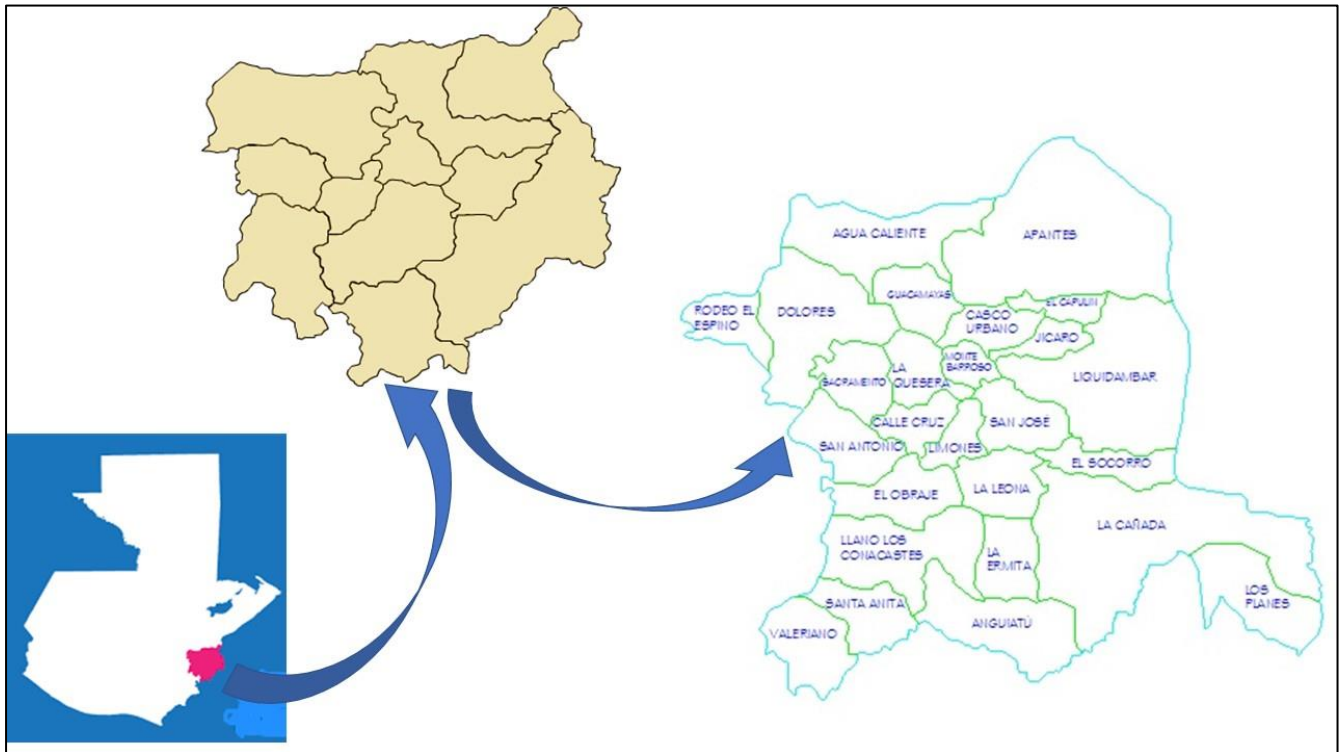 AGUA CALIENTE
APANTES
GUACAMAYAS
EL CAPULIN
RODEO EL
ESPINO
DOLORES
CASCO
URBANO
JICARO
MONTE
BARROSO
LA
QUESERA
SACRAMENTO
LIQUIDAMBAR
CALLE CRUZ
SAN JOSÉ
SAN ANTONIO
LIMONES
EL SOCORRO
EL OBRAJE
LA LEONA
LA CAÑADA
LLANO LOS
CONACASTES
LA
ERMITA
LOS
PLANES
SANTA ANITA
ANGUIATÚ
VALERIANO